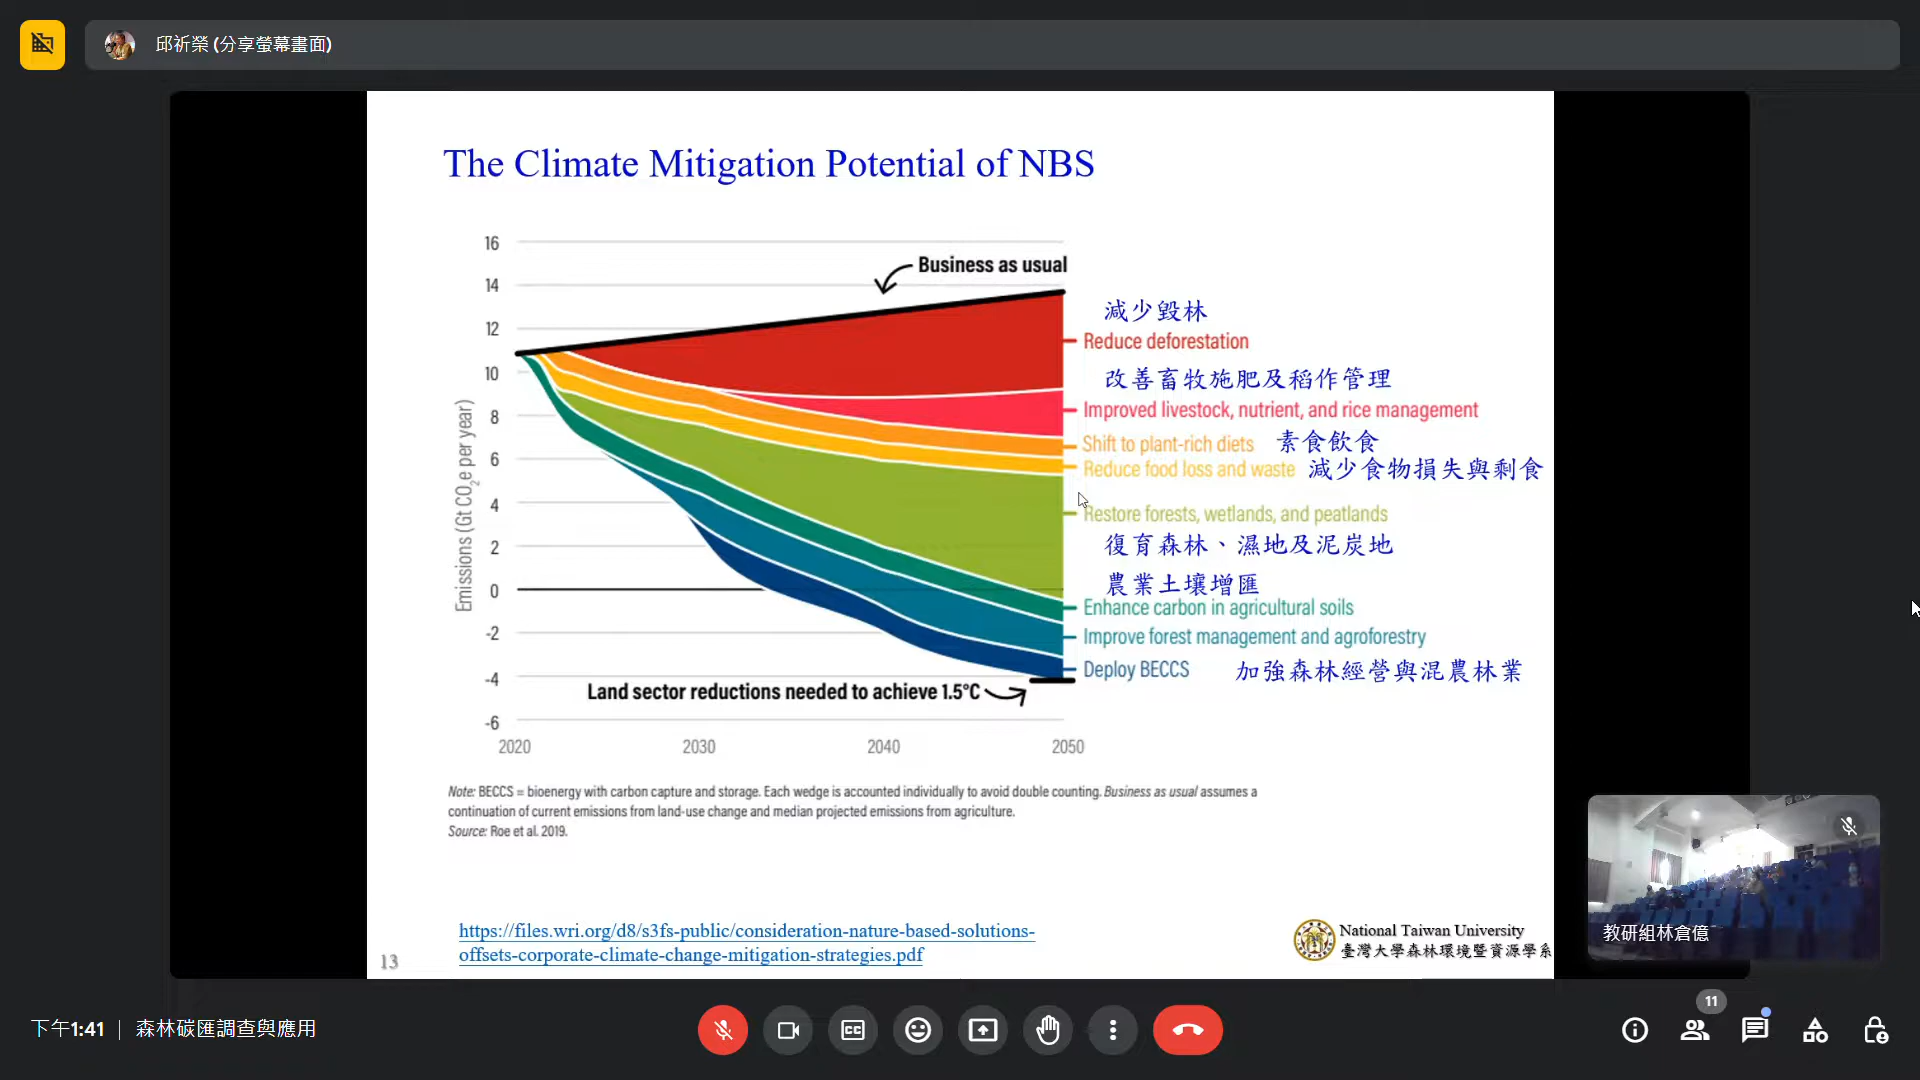 邱祈榮 (分享螢幕畫面)
The Climate Mitigation Potential of NBS
16
14
12
10
8
6
4
2
0
-2
-4
-6
Emissions (Gt CO2e per year)
2020
2030
2040
2050
Business as usual
減少毀林
Reduce deforestation
改善畜牧施肥及稻作管理
Improved livestock, nutrient, and rice management
Shift to plant-rich diets 素食飲食
Reduce food loss and waste 減少食物損失與剩食
Restore forests, wetlands, and peatlands
復育森林、濕地及泥炭地
農業土壤增匯
Enhance carbon in agricultural soils
Improve forest management and agroforestry
Deploy BECCS 加強森林經營與混農林業
Land sector reductions needed to achieve 1.5°C
Note: BECCS = bioenergy with carbon capture and storage. Each wedge is accounted individually to avoid double counting. Business as usual assumes a
continuation of current emissions from land-use change and median projected emissions from agriculture.
Source: Roe et al. 2019.
https://files.wri.org/d8/s3fs-public/consideration-nature-based-solutions-
offsets-corporate-climate-change-mitigation-strategies.pdf
13
National Taiwan University
臺灣大學森林環境暨資源學系
教研組林倉億
下午1:41 | 森林碳匯調查與應用
11